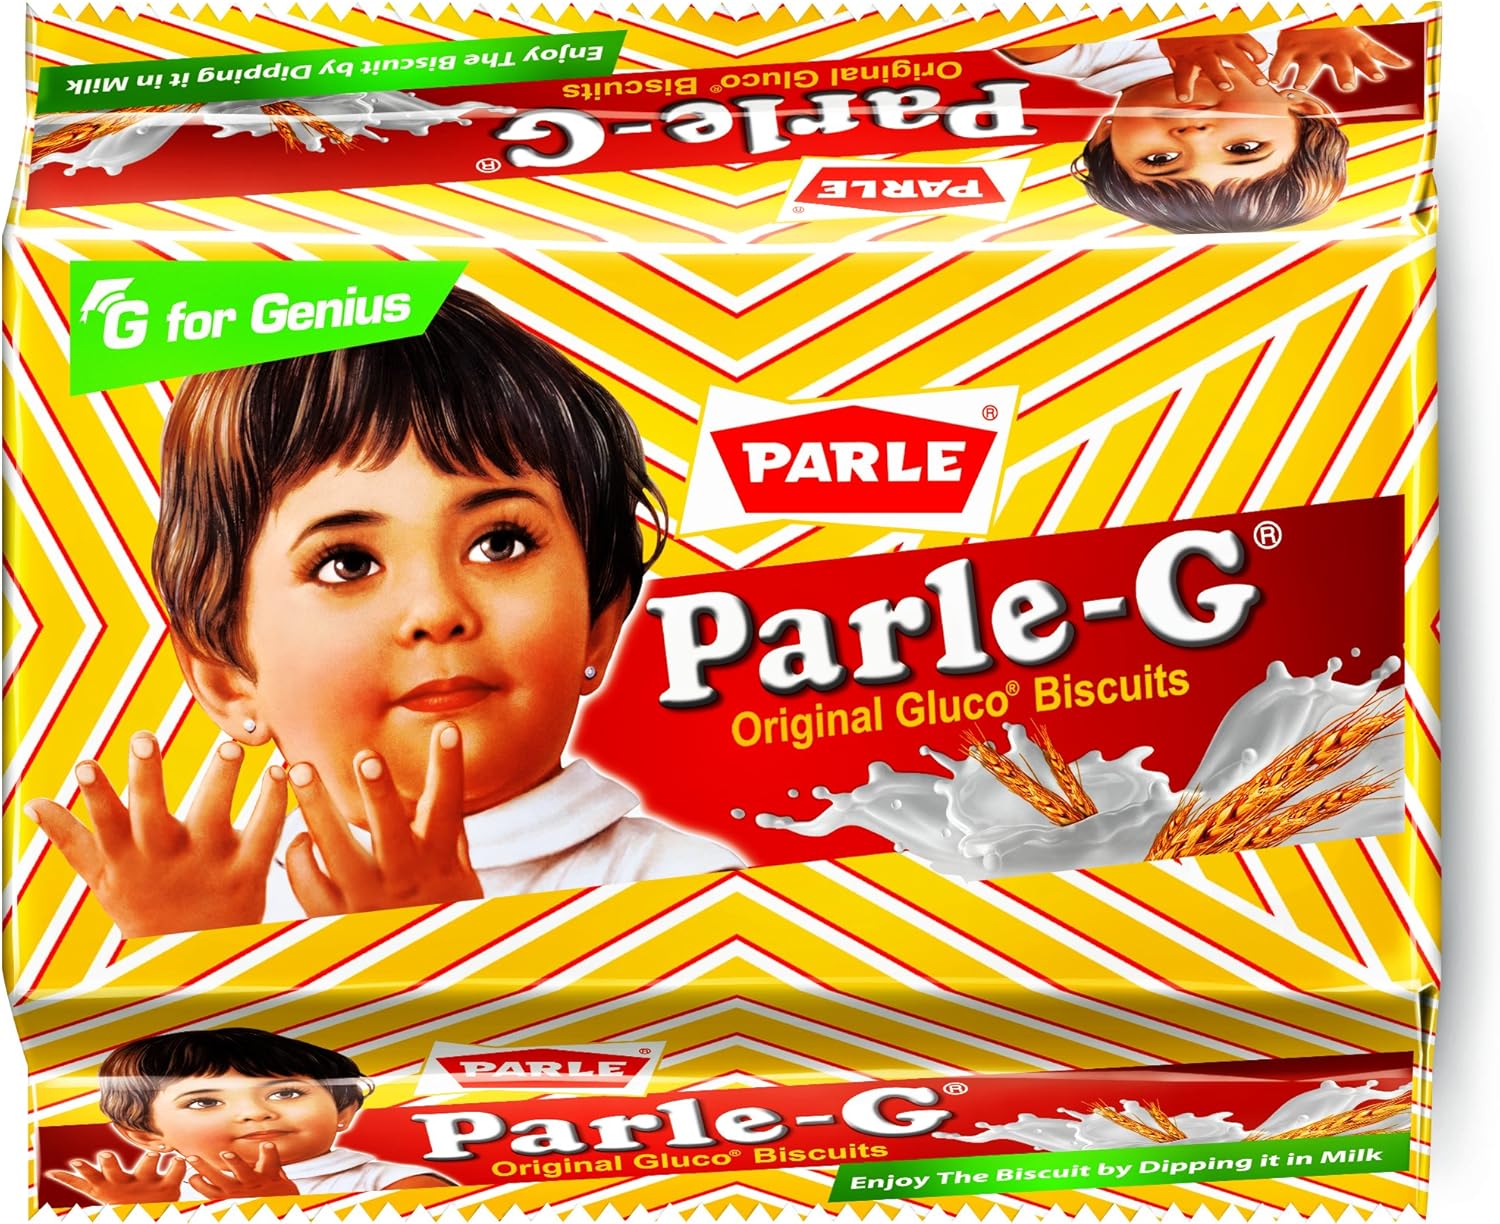 Enjoy The Biscuit by Dipping it in Milk
Original Gluco® Biscuits
Parle-G®
PARLE®
G for Genius
PARLE®
Parle-G®
Original Gluco® Biscuits
PARLE®
Parle-G®
Original Gluco® Biscuits
Enjoy The Biscuit by Dipping it in Milk